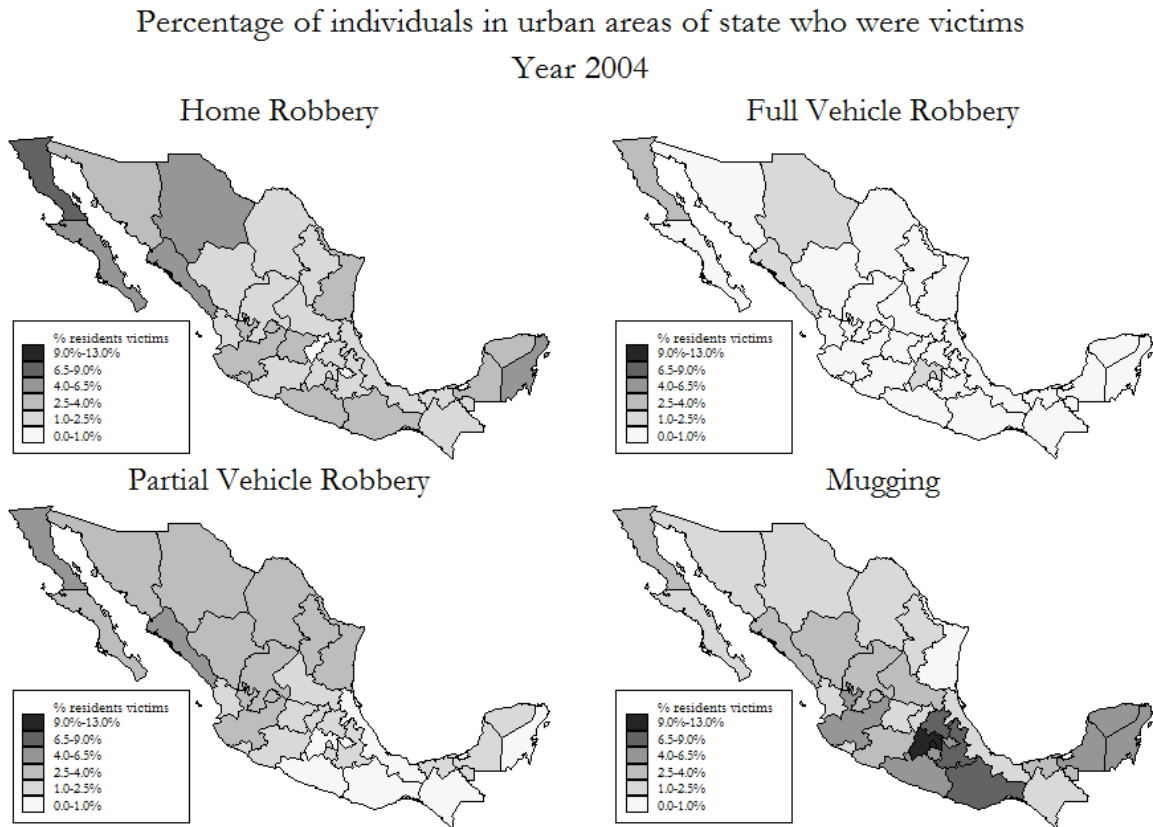 Percentage of individuals in urban areas of state who were victims
Year 2004
Home Robbery
% residents victims
9.0%-13.0%
6.5-9.0%
4.0-6.5%
2.5-4.0%
1.0-2.5%
0.0-1.0%
Full Vehicle Robbery
% residents victims
9.0%-13.0%
6.5-9.0%
4.0-6.5%
2.5-4.0%
1.0-2.5%
0.0-1.0%
Partial Vehicle Robbery
% residents victims
9.0%-13.0%
6.5-9.0%
4.0-6.5%
2.5-4.0%
1.0-2.5%
0.0-1.0%
Mugging
% residents victims
9.0%-13.0%
6.5-9.0%
4.0-6.5%
2.5-4.0%
1.0-2.5%
0.0-1.0%